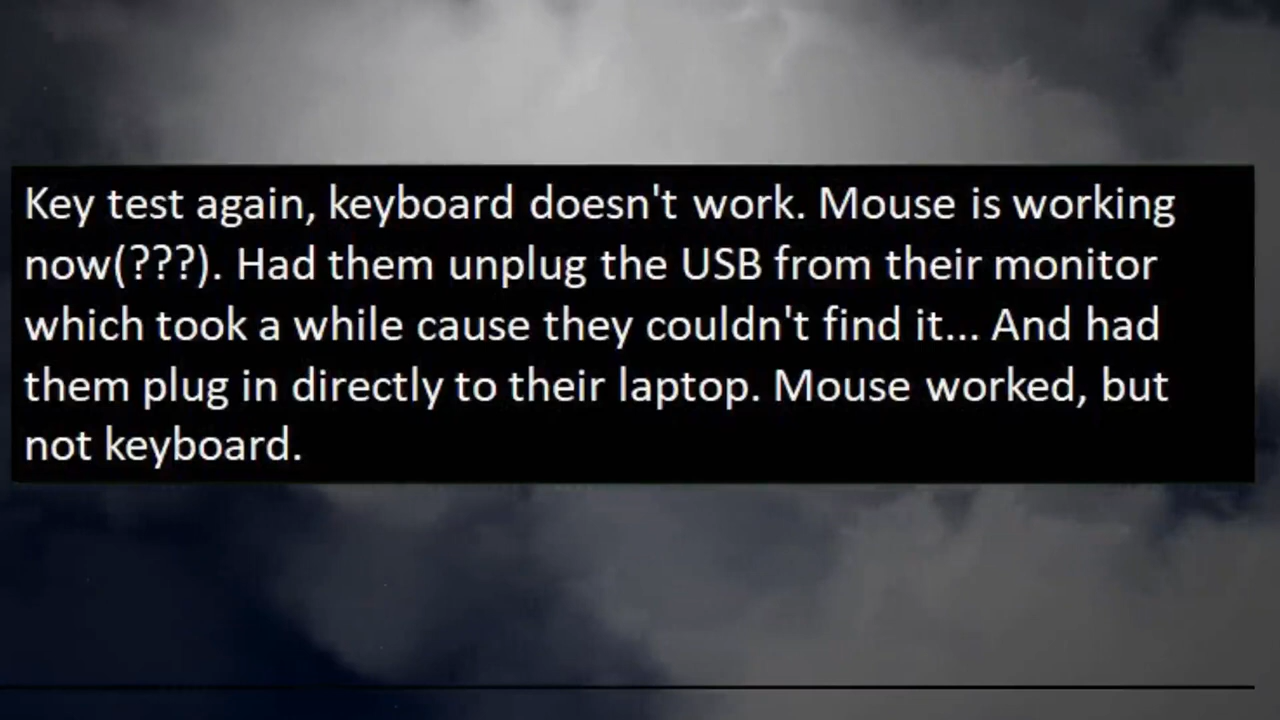 Key test again, keyboard doesn't work. Mouse is working
now(???). Had them unplug the USB from their monitor
which took a while cause they couldn't find it... And had
them plug in directly to their laptop. Mouse worked, but
not keyboard.